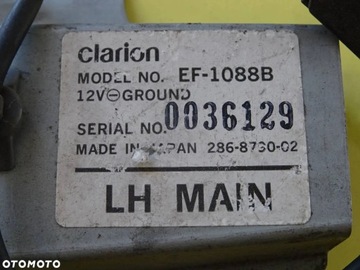 clarion
MODEL NO. EF-1088B
12V⊖GROUND
SERIAL NO. 0036129
MADE IN JAPAN 286-8730-02
LH MAIN
OTOMOTO